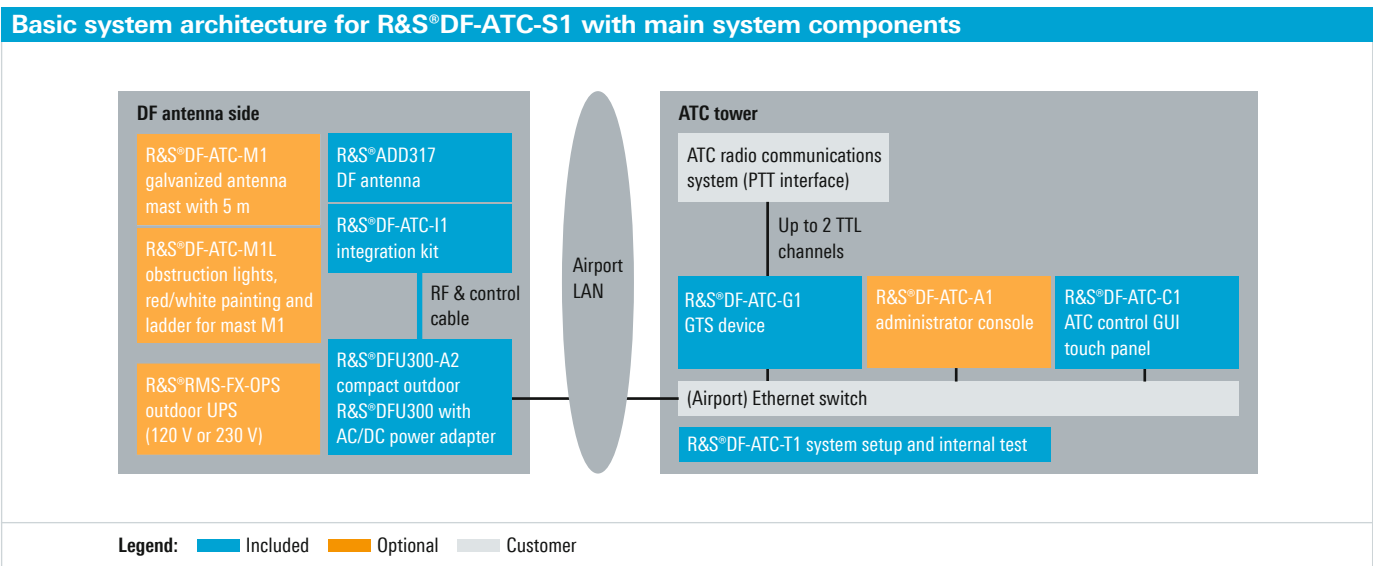 Basic system architecture for R&S®DF-ATC-S1 with main system components
DF antenna side
R&S®DF-ATC-M1
galvanized antenna
mast with 5 m
R&S®DF-ATC-M1L
obstruction lights,
red/white painting and
ladder for mast M1
R&S®RMS-FX-OPS
outdoor UPS
(120 V or 230 V)
R&S®ADD317
DF antenna
R&S®DF-ATC-I1
integration kit
RF & control
cable
R&S®DFU300-A2
compact outdoor
R&S®DFU300 with
AC/DC power adapter
Airport
LAN
ATC tower
ATC radio communications
system (PTT interface)
Up to 2 TTL
channels
R&S®DF-ATC-G1
GTS device
R&S®DF-ATC-A1
administrator console
R&S®DF-ATC-C1
ATC control GUI
touch panel
(Airport) Ethernet switch
R&S®DF-ATC-T1 system setup and internal test
Legend: Included Optional Customer